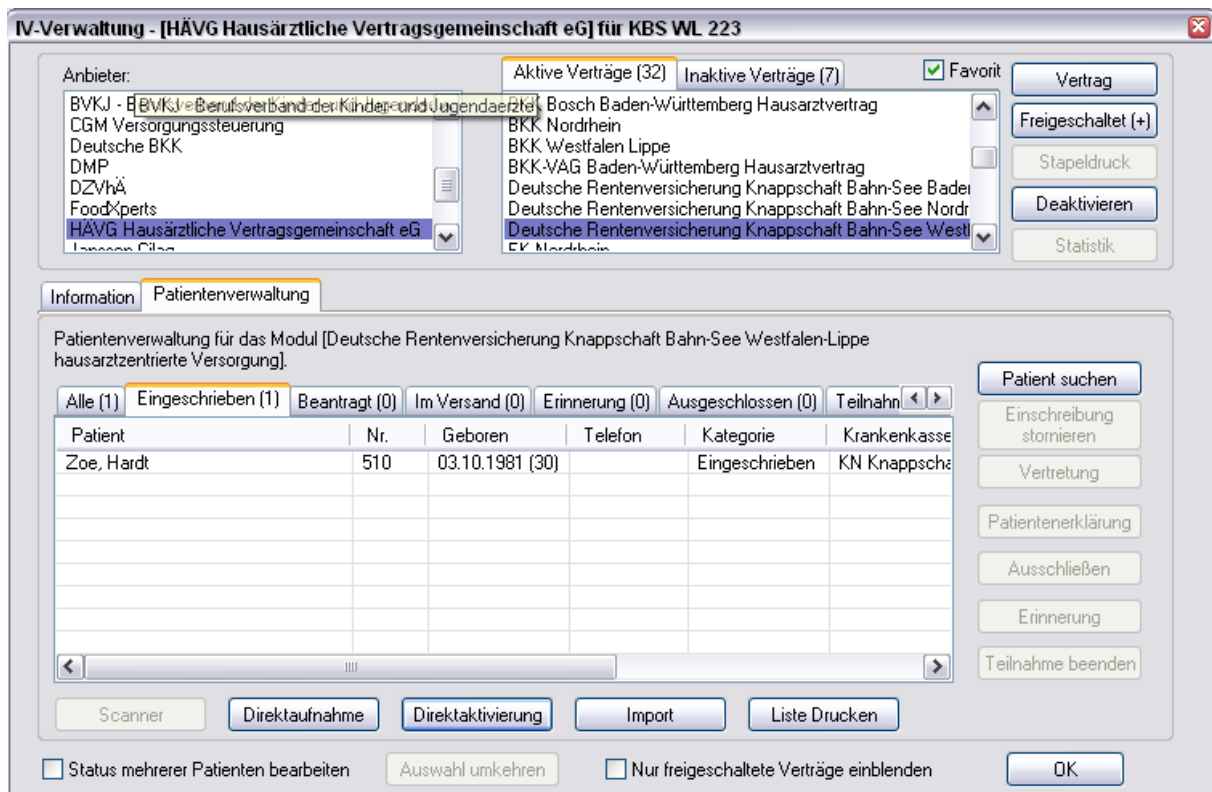 IV-Verwaltung - [HÄVG Hausärztliche Vertragsgemeinschaft eG] für KBS WL 223
Anbieter:
BVKJ - Berufsverband der Kinder- und Jugendaerzte
CGM Versorgungssteuerung
Deutsche BKK
DMP
DZVhÄ
FoodXperts
HÄVG Hausärztliche Vertragsgemeinschaft eG
Aktive Verträge (32) Inaktive Verträge (7)
Favorit
Bosch Baden-Württemberg Hausarztvertrag
BKK Nordrhein
BKK Westfalen Lippe
BKK-VAG Baden-Württemberg Hausarztvertrag
Deutsche Rentenversicherung Knappschaft Bahn-See Baden
Deutsche Rentenversicherung Knappschaft Bahn-See Nordr
Deutsche Rentenversicherung Knappschaft Bahn-See Westf
EK Nordrhein
Vertrag
Freigeschaltet (+)
Stapeldruck
Deaktivieren
Statistik
Information Patientenverwaltung
Patientenverwaltung für das Modul [Deutsche Rentenversicherung Knappschaft Bahn-See Westfalen-Lippe
hausarztzentrierte Versorgung].
Alle (1) Eingeschrieben (1) Beantragt (0) Im Versand (0) Erinnerung (0) Ausgeschlossen (0) Teilnahm
Patient Nr. Geboren Telefon Kategorie Krankenkasse
Zoe, Hardt 510 03.10.1981 (30) Eingeschrieben KN Knappscha
Patient suchen
Einschreibung
stornieren
Vertretung
Patientenerklärung
Ausschließen
Erinnerung
Teilnahme beenden
Scanner Direktaufnahme Direktaktivierung Import Liste Drucken
Status mehrerer Patienten bearbeiten Auswahl umkehren Nur freigeschaltete Verträge einblenden OK